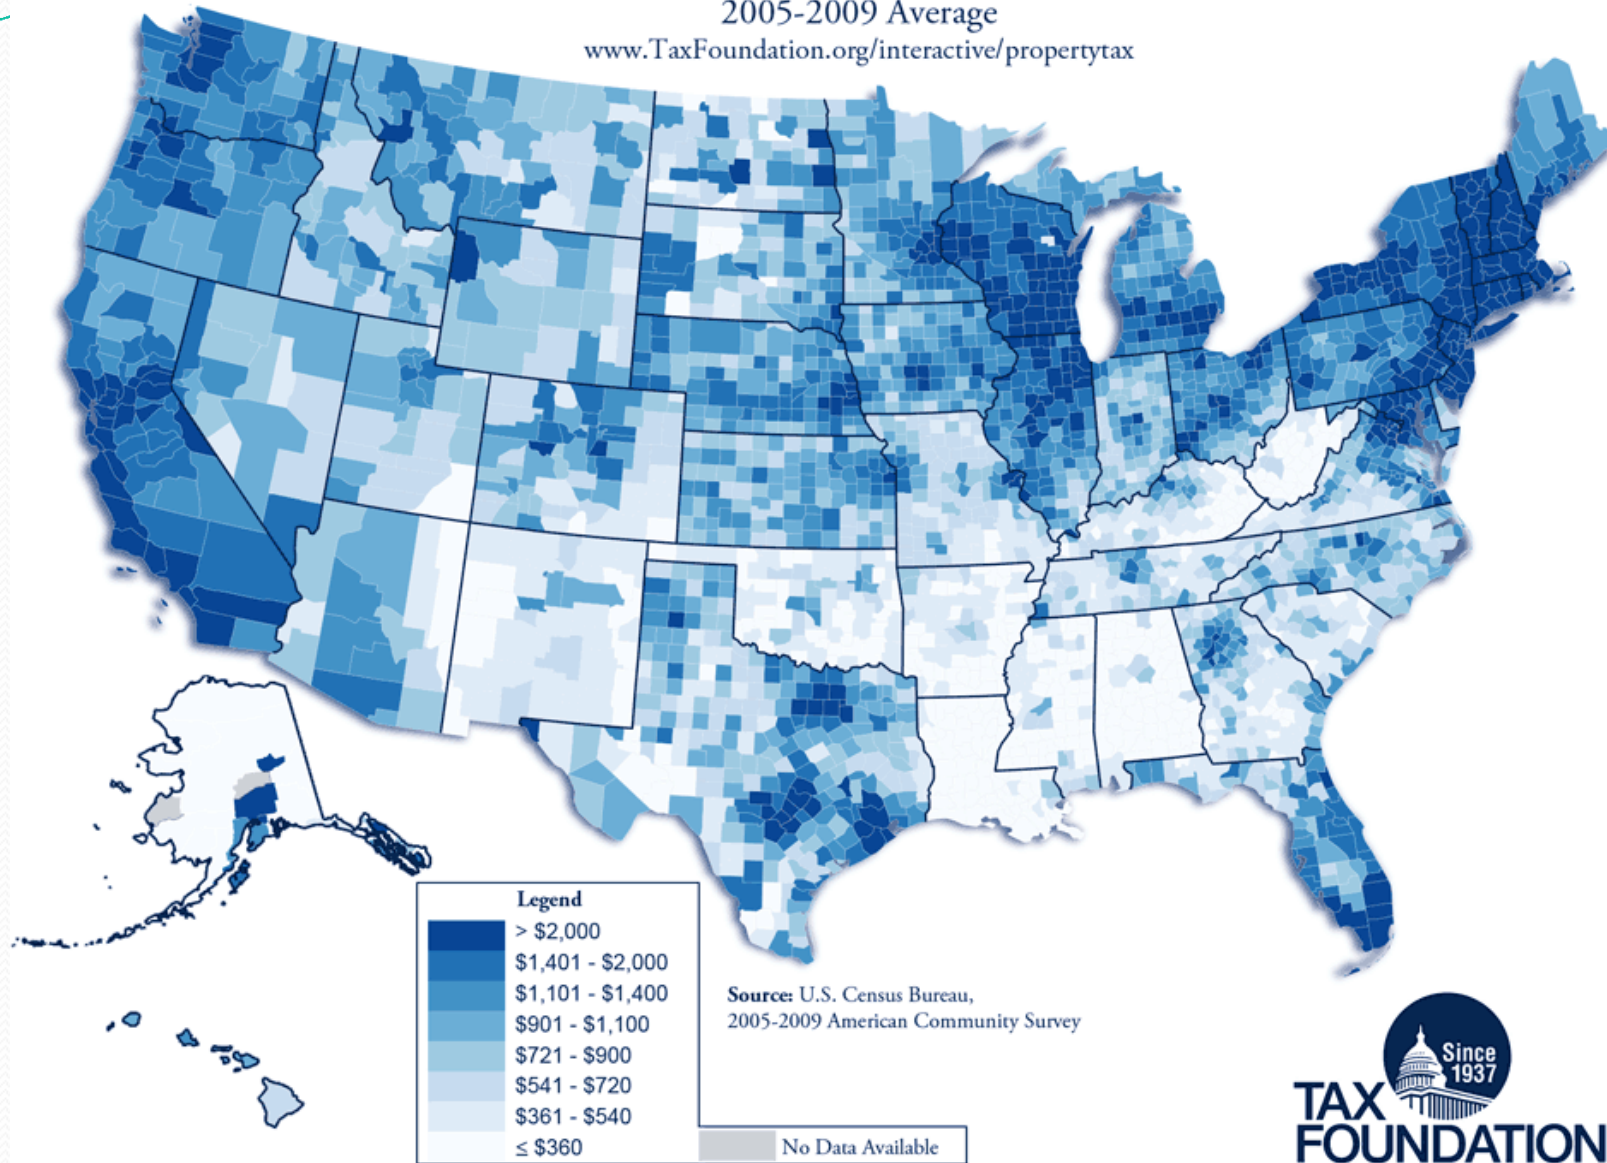 2005-2009 Average
www.TaxFoundation.org/interactive/propertytax
Legend
> $2,000
$1,401 - $2,000
$1,101 - $1,400
$901 - $1,100
$721 - $900
$541 - $720
$361 - $540
≤ $360
No Data Available
Source: U.S. Census Bureau,
2005-2009 American Community Survey
Since
1937
TAX
FOUNDATION